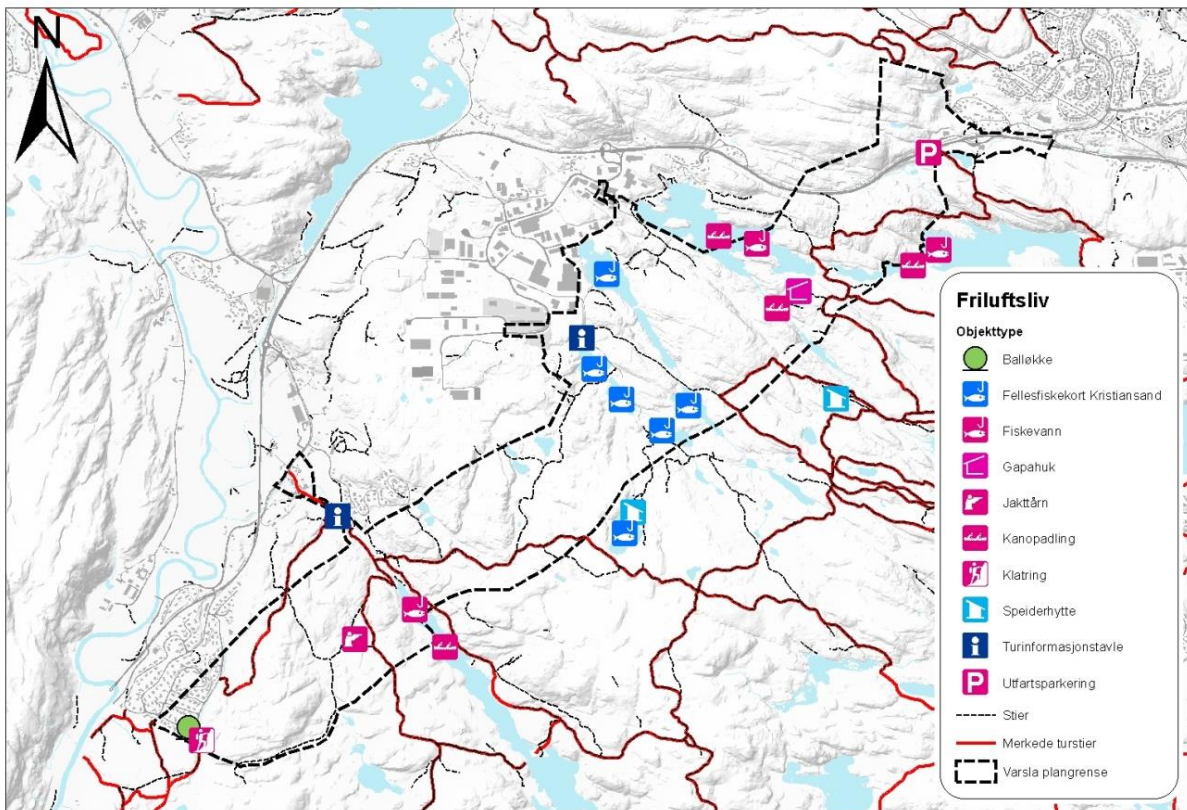 N
P
i
i
Friluftsliv
Objekttype
Balløkke
Fellesfiskekort Kristiansand
Fiskevann
Gapahuk
Jakttårn
Kanopadling
Klatring
Speiderhytte
i Turinformasjonstavle
P Utfartsparkering
Stier
Merkede turstier
Varsla plangrense